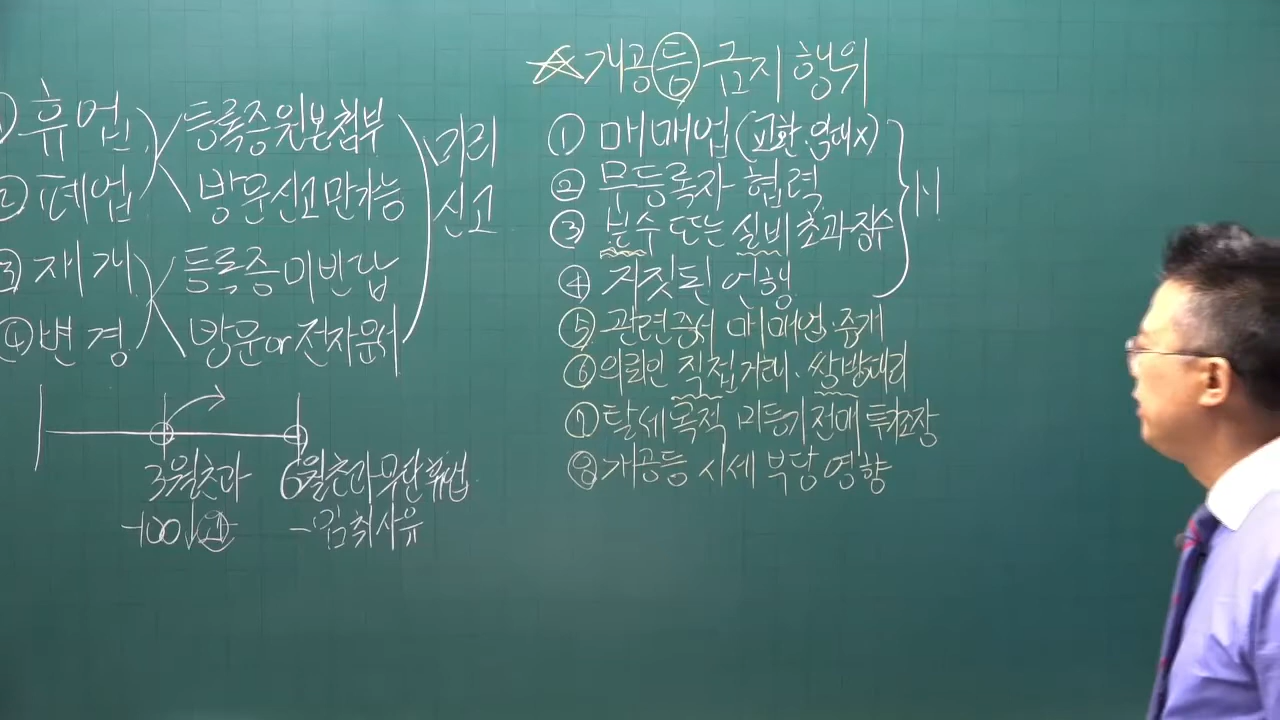 ① 휴업
등록증 원본첨부
② 폐업
방문신고만 가능
③ 재개
등록증 미반납
④ 변경
방문 or 전자문서
미리
신고
3월초과
-100↓ 과
6월초과 무단휴업
-임취사유
☆ 개공등 금지행위
① 매매업(교환.임대x)
② 무등록자 협력
③ 보수 또는 실비 초과징수
④ 거짓된 언행
⑤ 관련증서 매매업.중개
⑥ 의뢰인 직접거래.쌍방대리
⑦ 탈세목적 미등기전매 투기조장
⑧ 개공등 시세 부당 영향